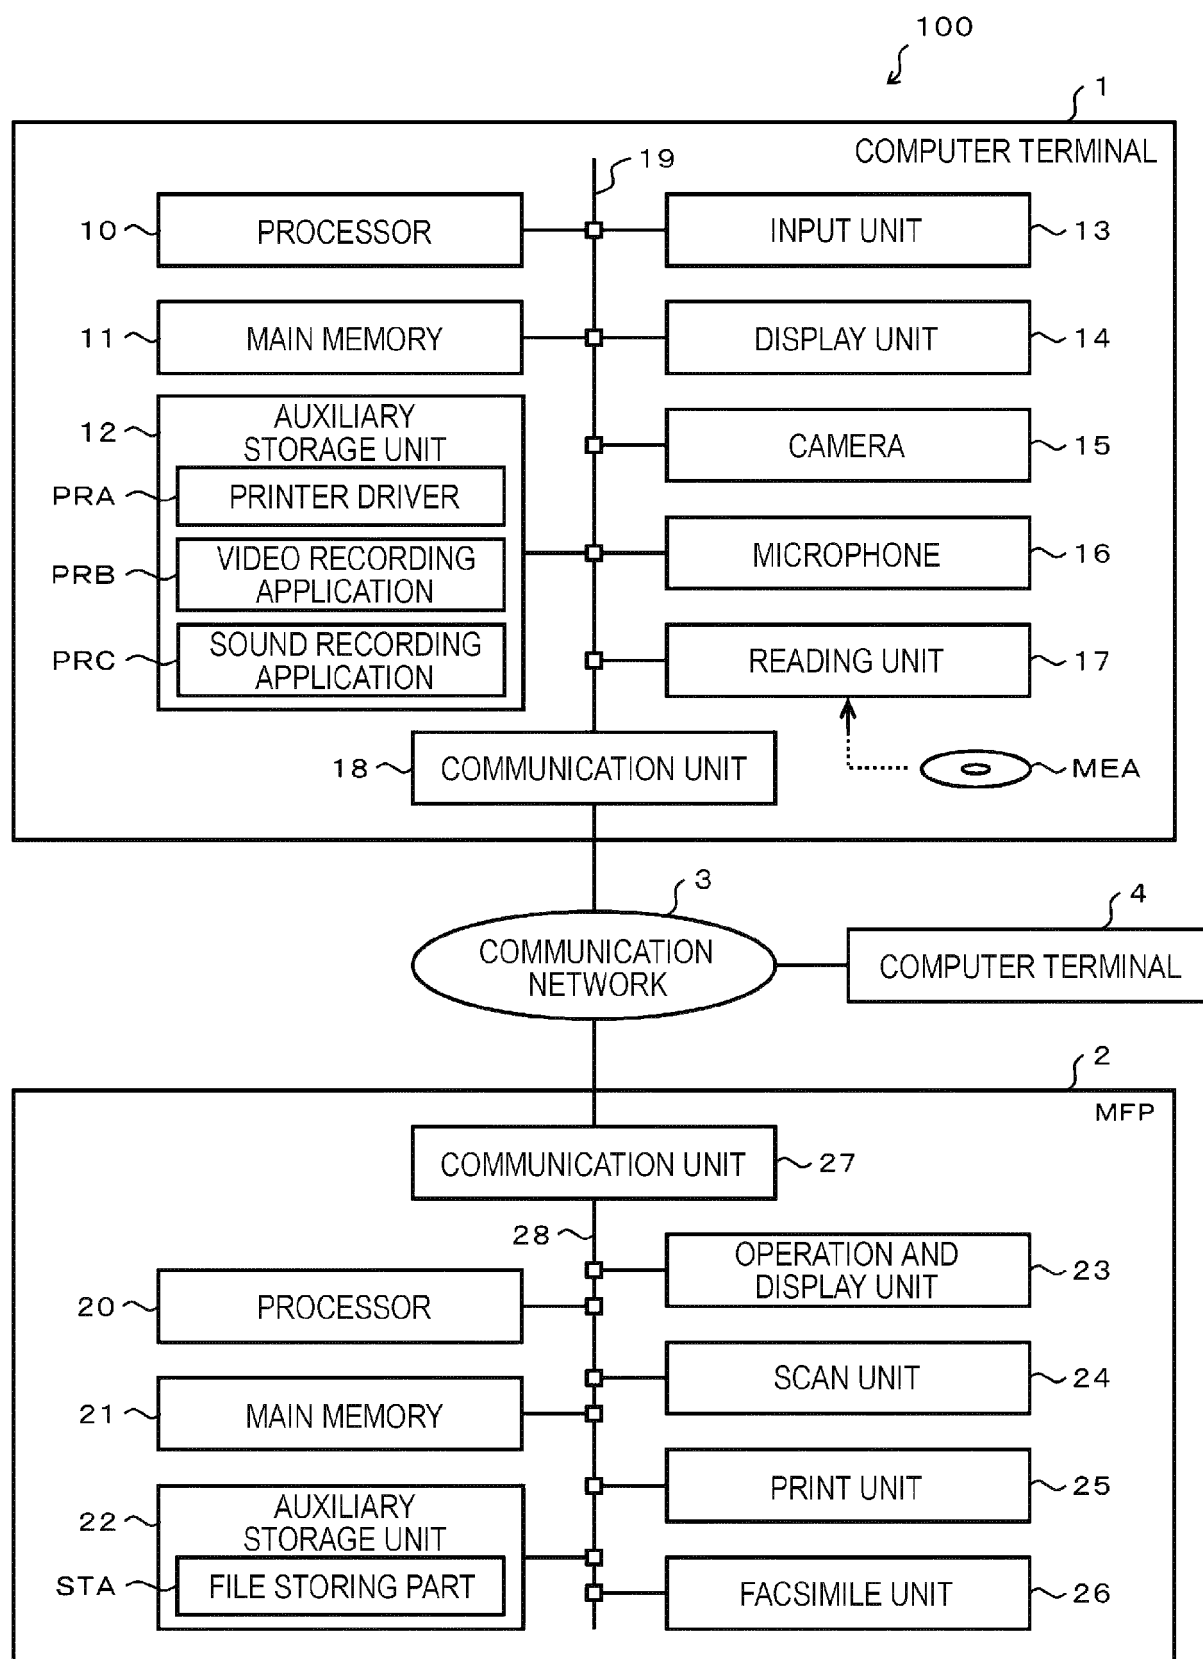 100
1
COMPUTER TERMINAL
19
10
PROCESSOR
INPUT UNIT
13
11
MAIN MEMORY
DISPLAY UNIT
14
12
AUXILIARY
STORAGE UNIT
CAMERA
15
PRA
PRINTER DRIVER
PRB
VIDEO RECORDING
APPLICATION
MICROPHONE
16
PRC
SOUND RECORDING
APPLICATION
READING UNIT
17
18
COMMUNICATION UNIT
MEA
3
COMMUNICATION
NETWORK
4
COMPUTER TERMINAL
2
MFP
COMMUNICATION UNIT
27
28
OPERATION AND
DISPLAY UNIT
23
20
PROCESSOR
SCAN UNIT
24
21
MAIN MEMORY
PRINT UNIT
25
22
AUXILIARY
STORAGE UNIT
STA
FILE STORING PART
FACSIMILE UNIT
26